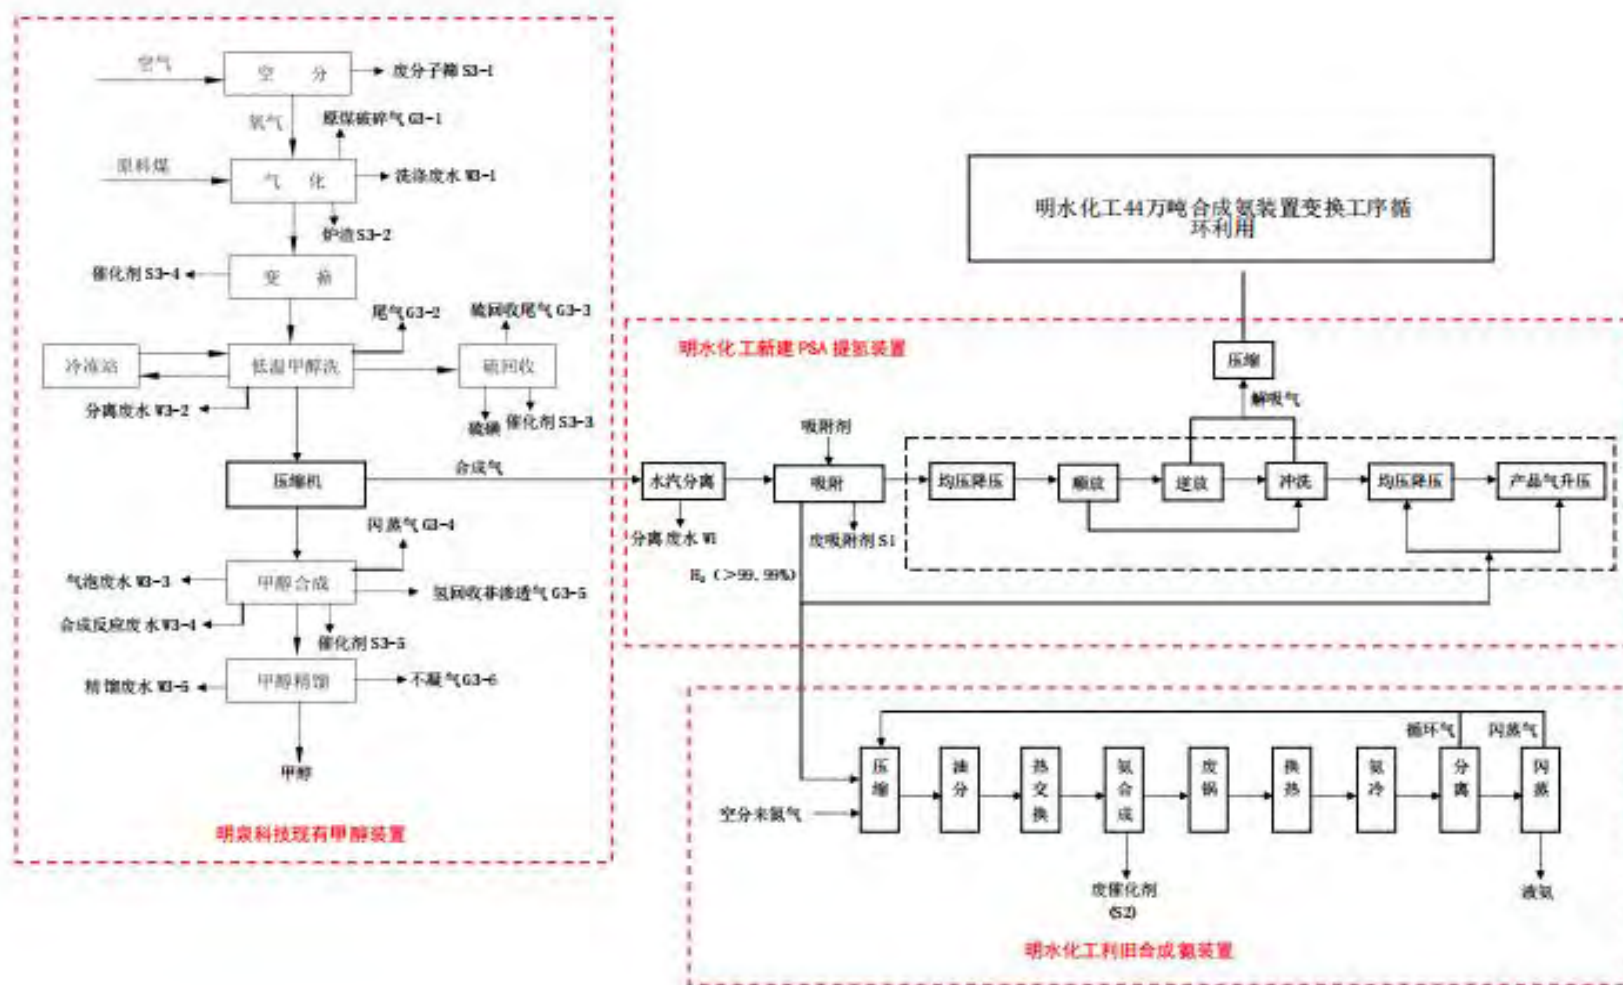 空气
空 分
废分子筛 S3-1
氧气
原煤破碎气 G3-1
原料煤
气 化
洗涤废水 W3-1
炉渣S3-2
催化剂 S3-4
变 换
尾气G3-2
硫回收尾气 G3-3
冷冻站
低温甲醇洗
硫回收
分离废水 W3-2
硫磺
催化剂 S3-3
压缩机
合成气
闪蒸气 G3-4
气泡废水 W3-3
甲醇合成
氢回收非渗透气 G3-5
合成反应废水W3-4
催化剂 S3-5
精馏废水 W3-5
甲醇精馏
不凝气G3-6
甲醇
明泉科技现有甲醇装置
明水化工44万吨合成氨装置变换工序循
环利用
明水化工新建 PSA 提氢装置
压缩
解吸气
吸附剂
水汽分离
吸附
均压降压
顺放
逆放
冲洗
均压降压
产品气升压
分离废水 W1
废吸附剂 S1
H₂（>99.99%）
循环气
闪蒸气
压缩
油分
热交换
氨合成
废锅
换热
氨冷
分离
闪蒸
空分来氮气
废催化剂
(S2)
液氨
明水化工利旧合成氨装置